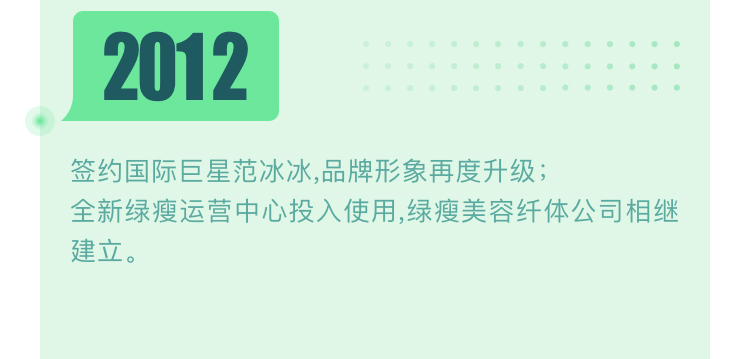 2012
签约国际巨星范冰冰,品牌形象再度升级；
全新绿瘦运营中心投入使用,绿瘦美容纤体公司相继
建立。